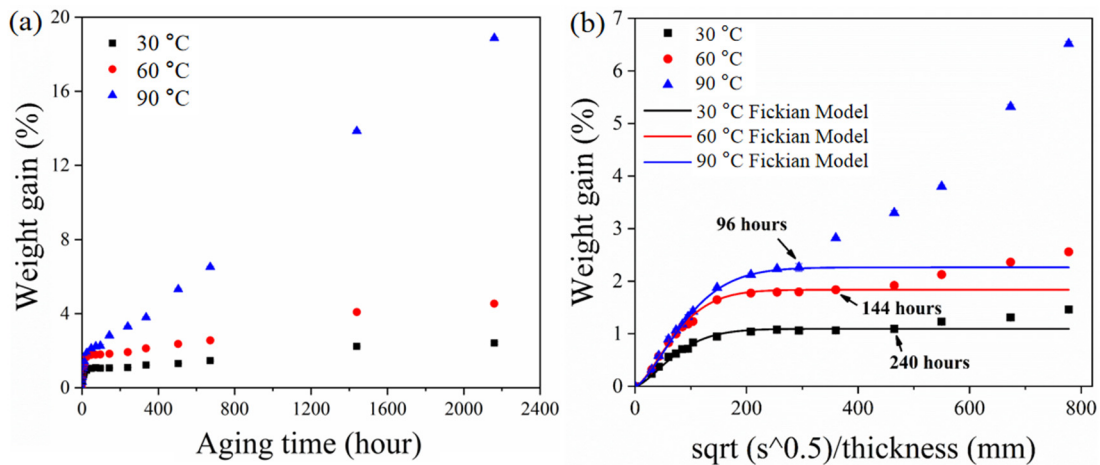 (a)
20
16
12
8
4
0
Weight gain (%)
30 °C
60 °C
90 °C
0
400
800
1200
1600
2000
2400
Aging time (hour)
(b)
7
6
5
4
3
2
1
0
Weight gain (%)
30 °C
60 °C
90 °C
30 °C Fickian Model
60 °C Fickian Model
90 °C Fickian Model
96 hours
144 hours
240 hours
0
200
400
600
800
sqrt (s^0.5)/thickness (mm)